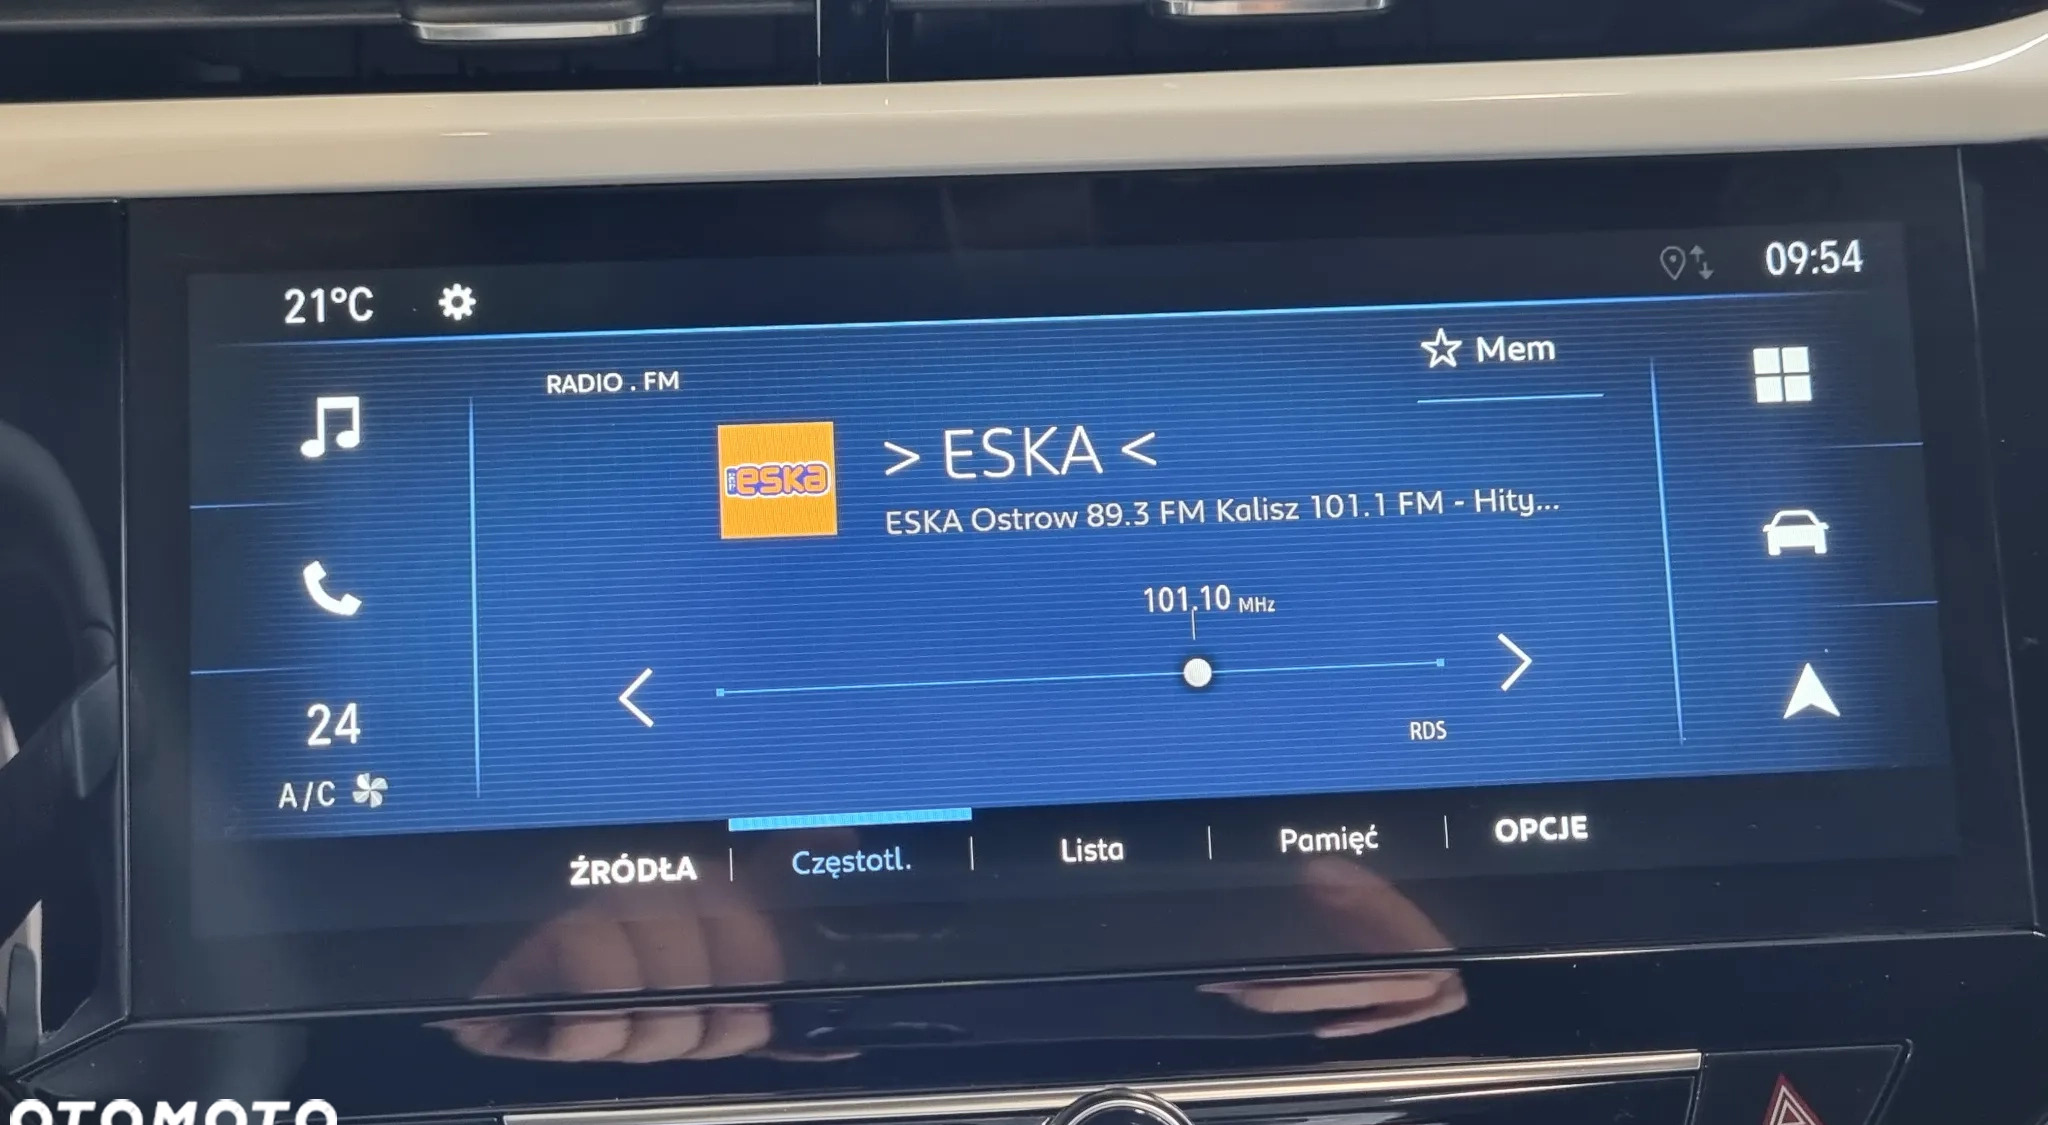 21°C
09:54
RADIO . FM
Mem
> ESKA <
eska
ESKA Ostrow 89.3 FM Kalisz 101.1 FM - Hity...
101.10 MHz
RDS
24
A/C
ŹRÓDŁA
Częstotl.
Lista
Pamięć
OPCJE
OTOMOTO